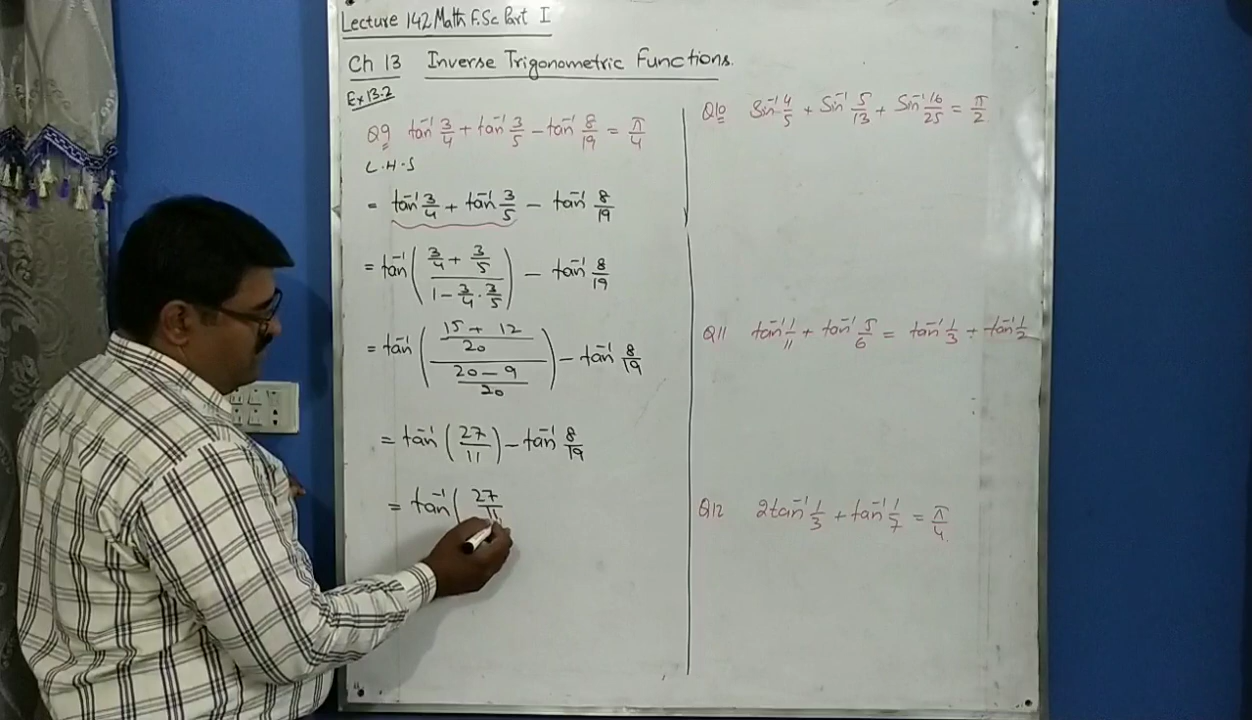 Lecture 142 Math F.Sc Part I
Ch 13 Inverse Trigonometric Functions.
Ex 13.2
Q9 tan⁻¹ 3/4 + tan⁻¹ 3/5 − tan⁻¹ 8/19 = π/4
L.H.S
= tan⁻¹ 3/4 + tan⁻¹ 3/5 − tan⁻¹ 8/19
= tan⁻¹ ( (3/4 + 3/5) / (1 − 3/4 · 3/5) ) − tan⁻¹ 8/19
= tan⁻¹ ( ((15 + 12)/20) / ((20 − 9)/20) ) − tan⁻¹ 8/19
= tan⁻¹ ( 27/11 ) − tan⁻¹ 8/19
= tan⁻¹ ( 27/11
Q10 Sin⁻¹ 4/5 + Sin⁻¹ 5/13 + Sin⁻¹ 16/25 = π/2
Q11 tan⁻¹ 1/11 + tan⁻¹ 5/6 = tan⁻¹ 1/3 + tan⁻¹ 1/2
Q12 2tan⁻¹ 1/3 + tan⁻¹ 1/7 = π/4